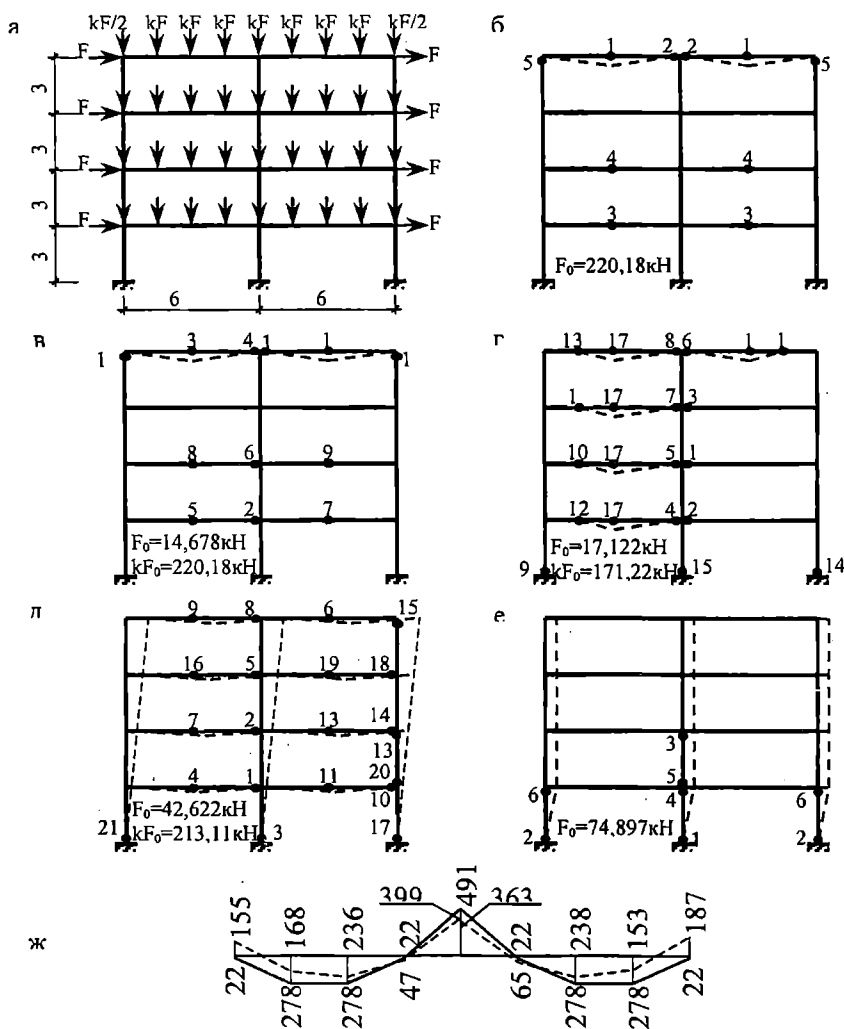 а
kF/2 kF kF kF kF kF kF kF kF/2
F F
F F
F F
F F
3
3
3
3
6 6
б
1 2 2 1
5 5
4 4
3 3
F₀=220,18кН
в
3 4 1 1
1 1
8 6 9
5 2 7
F₀=14,678кН
kF₀=220,18кН
г
13 17 8 6 1 1
1 17 7 3
10 17 5 1
12 17 4 2
F₀=17,122кН
kF₀=171,22кН
9 15 14
д
9 8 6 15
16 5 19 18
7 2 13 14
13
20
4 1 11 10
F₀=42,622кН
kF₀=213,11кН
21 3 17
е
3
5
6 4 6
F₀=74,897кН
2 1 2
ж
155 168 236 22 399 491 363 22 238 153 187
22 278 278 47 65 278 278 22